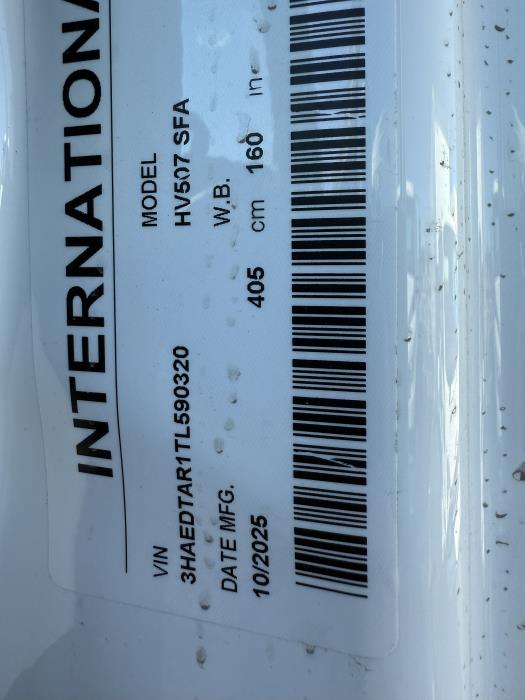 INTERNATIONA
VIN
3HAEDTAR1TL590320
MODEL
HV507 SFA
DATE MFG.
10/2025
W.B.
405 cm 160 in.